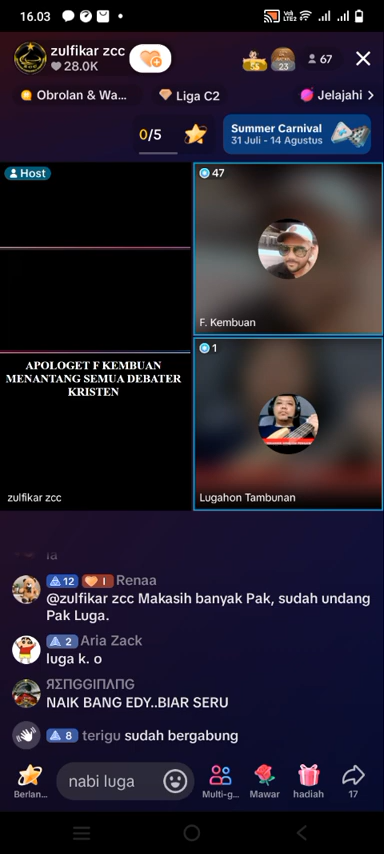 16.03
Vo) LTE2
zulfikar zcc
28.0K
23
67
Obrolan & Wa...
Liga C2
Jelajahi
0/5
Summer Carnival
31 Juli - 14 Agustus
Host
47
F. Kembuan
1
APOLOGET F KEMBUAN
MENANTANG SEMUA DEBATER
KRISTEN
zulfikar zcc
Lugahon Tambunan
la
12 I Renaa
@zulfikar zcc Makasih banyak Pak, sudah undang
Pak Luga.
2 Aria Zack
luga k. o
ЯΣПGGIПΛПG
NAIK BANG EDY..BIAR SERU
8 terigu sudah bergabung
nabi luga
Berlan...
Multi-g...
Mawar
hadiah
17